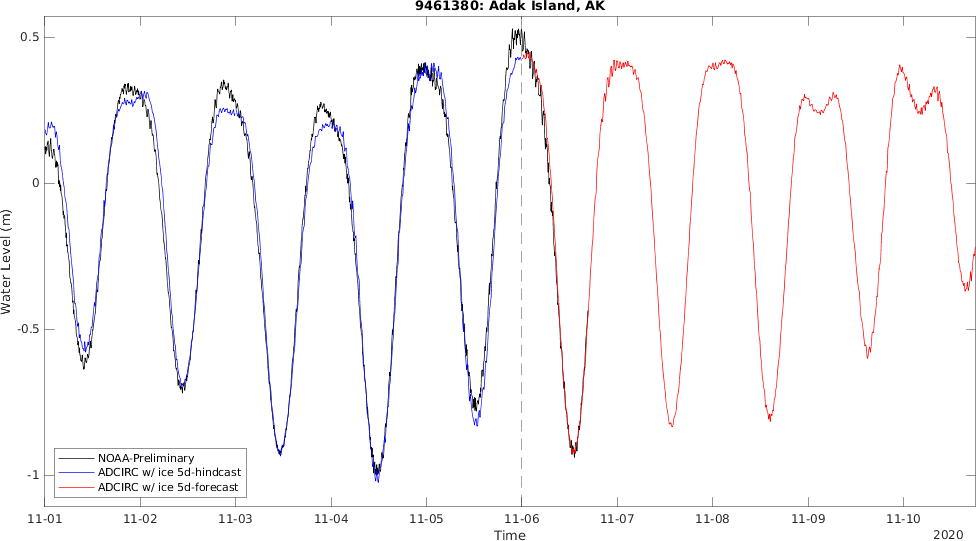 9461380: Adak Island, AK
0.5
0
-0.5
-1
Water Level (m)
NOAA-Preliminary
ADCIRC w/ ice 5d-hindcast
ADCIRC w/ ice 5d-forecast
11-01 11-02 11-03 11-04 11-05 11-06 11-07 11-08 11-09 11-10
Time
2020